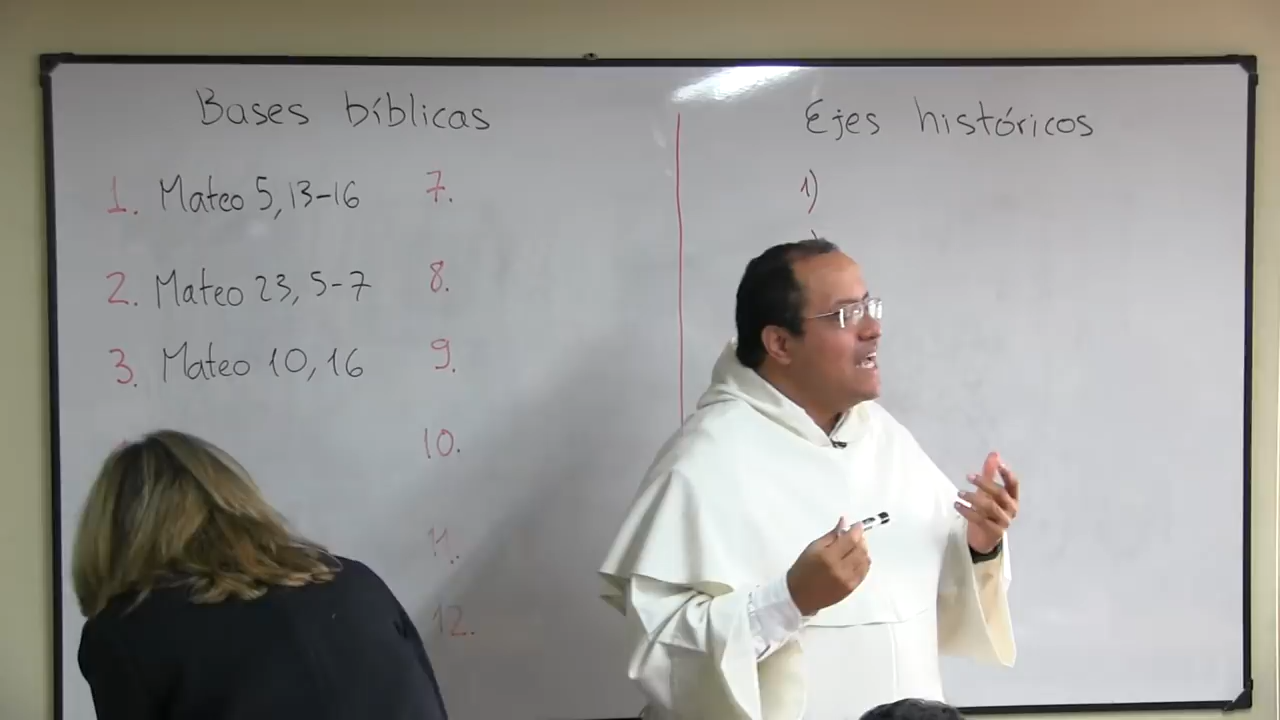 Bases bíblicas
1. Mateo 5,13-16
2. Mateo 23, 5-7
3. Mateo 10,16
7.
8.
9.
10.
11.
12.
Ejes históricos
1)